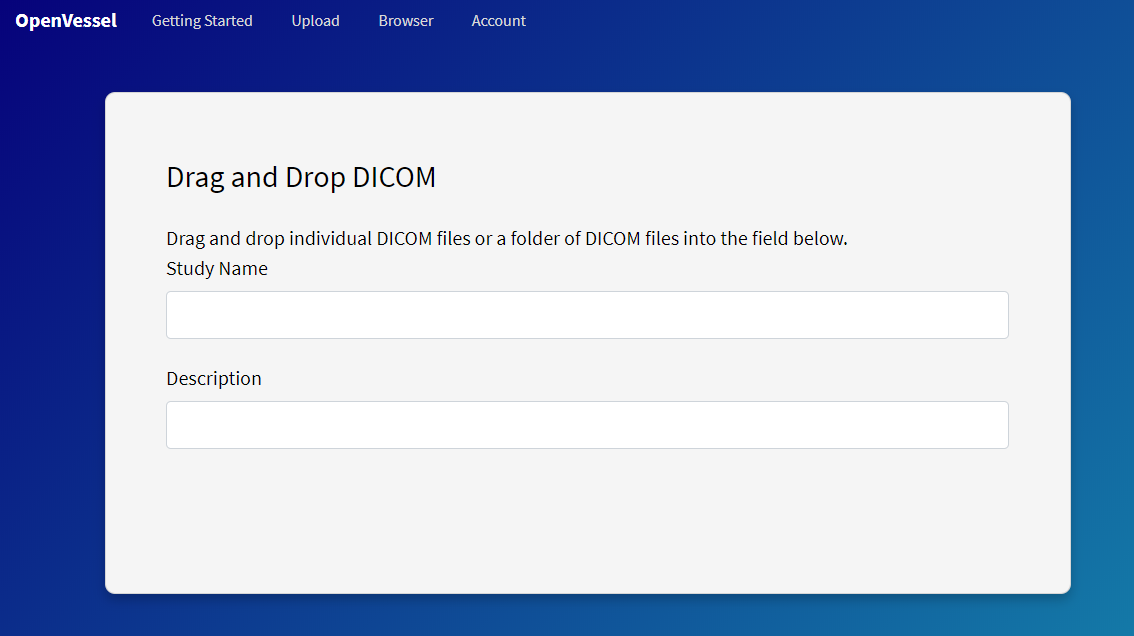 OpenVessel Getting Started Upload Browser Account
Drag and Drop DICOM
Drag and drop individual DICOM files or a folder of DICOM files into the field below.
Study Name
Description